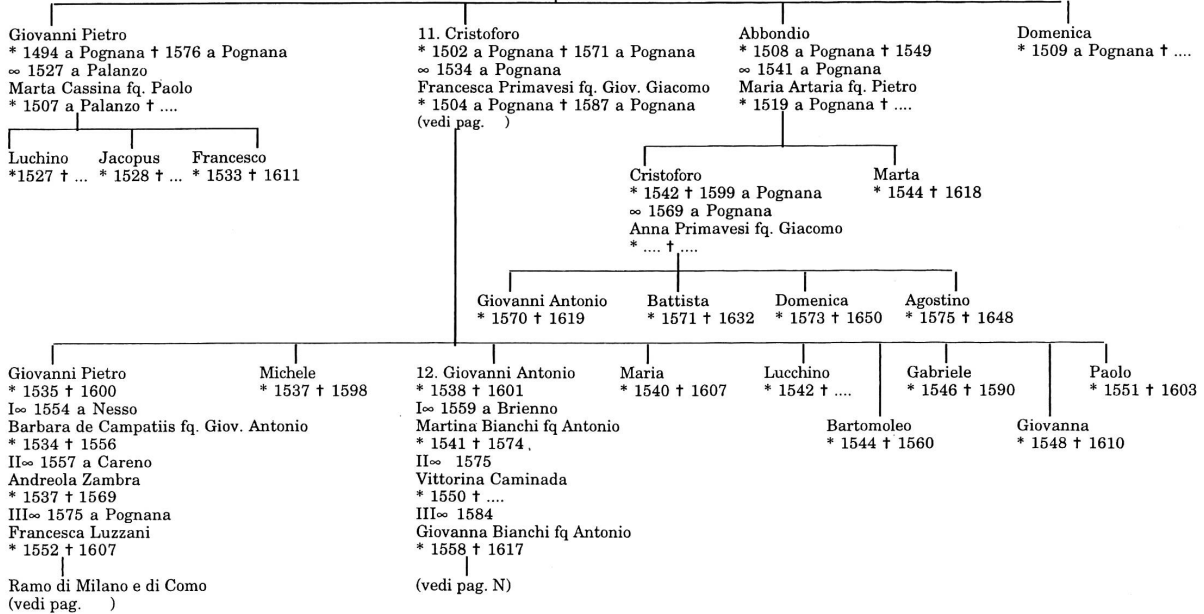 Giovanni Pietro
* 1494 a Pognana † 1576 a Pognana
∞ 1527 a Palanzo
Marta Cassina fq. Paolo
* 1507 a Palanzo † ....
11. Cristoforo
* 1502 a Pognana † 1571 a Pognana
∞ 1534 a Pognana
Francesca Primavesi fq. Giov. Giacomo
* 1504 a Pognana † 1587 a Pognana
(vedi pag.   )
Abbondio
* 1508 a Pognana † 1549
∞ 1541 a Pognana
Maria Artaria fq. Pietro
* 1519 a Pognana † ....
Domenica
* 1509 a Pognana † ....
Luchino
*1527 † ...
Jacopus
* 1528 † ...
Francesco
* 1533 † 1611
Cristoforo
* 1542 † 1599 a Pognana
∞ 1569 a Pognana
Anna Primavesi fq. Giacomo
* .... † ....
Marta
* 1544 † 1618
Giovanni Antonio
* 1570 † 1619
Battista
* 1571 † 1632
Domenica
* 1573 † 1650
Agostino
* 1575 † 1648
Giovanni Pietro
* 1535 † 1600
I∞ 1554 a Nesso
Barbara de Campatiis fq. Giov. Antonio
* 1534 † 1556
II∞ 1557 a Careno
Andreola Zambra
* 1537 † 1569
III∞ 1575 a Pognana
Francesca Luzzani
* 1552 † 1607
Ramo di Milano e di Como
(vedi pag.   )
Michele
* 1537 † 1598
12. Giovanni Antonio
* 1538 † 1601
I∞ 1559 a Brienno
Martina Bianchi fq Antonio
* 1541 † 1574
II∞ 1575
Vittorina Caminada
* 1550 † ....
III∞ 1584
Giovanna Bianchi fq Antonio
* 1558 † 1617
(vedi pag. N)
Maria
* 1540 † 1607
Lucchino
* 1542 † ....
Bartomoleo
* 1544 † 1560
Gabriele
* 1546 † 1590
Giovanna
* 1548 † 1610
Paolo
* 1551 † 1603